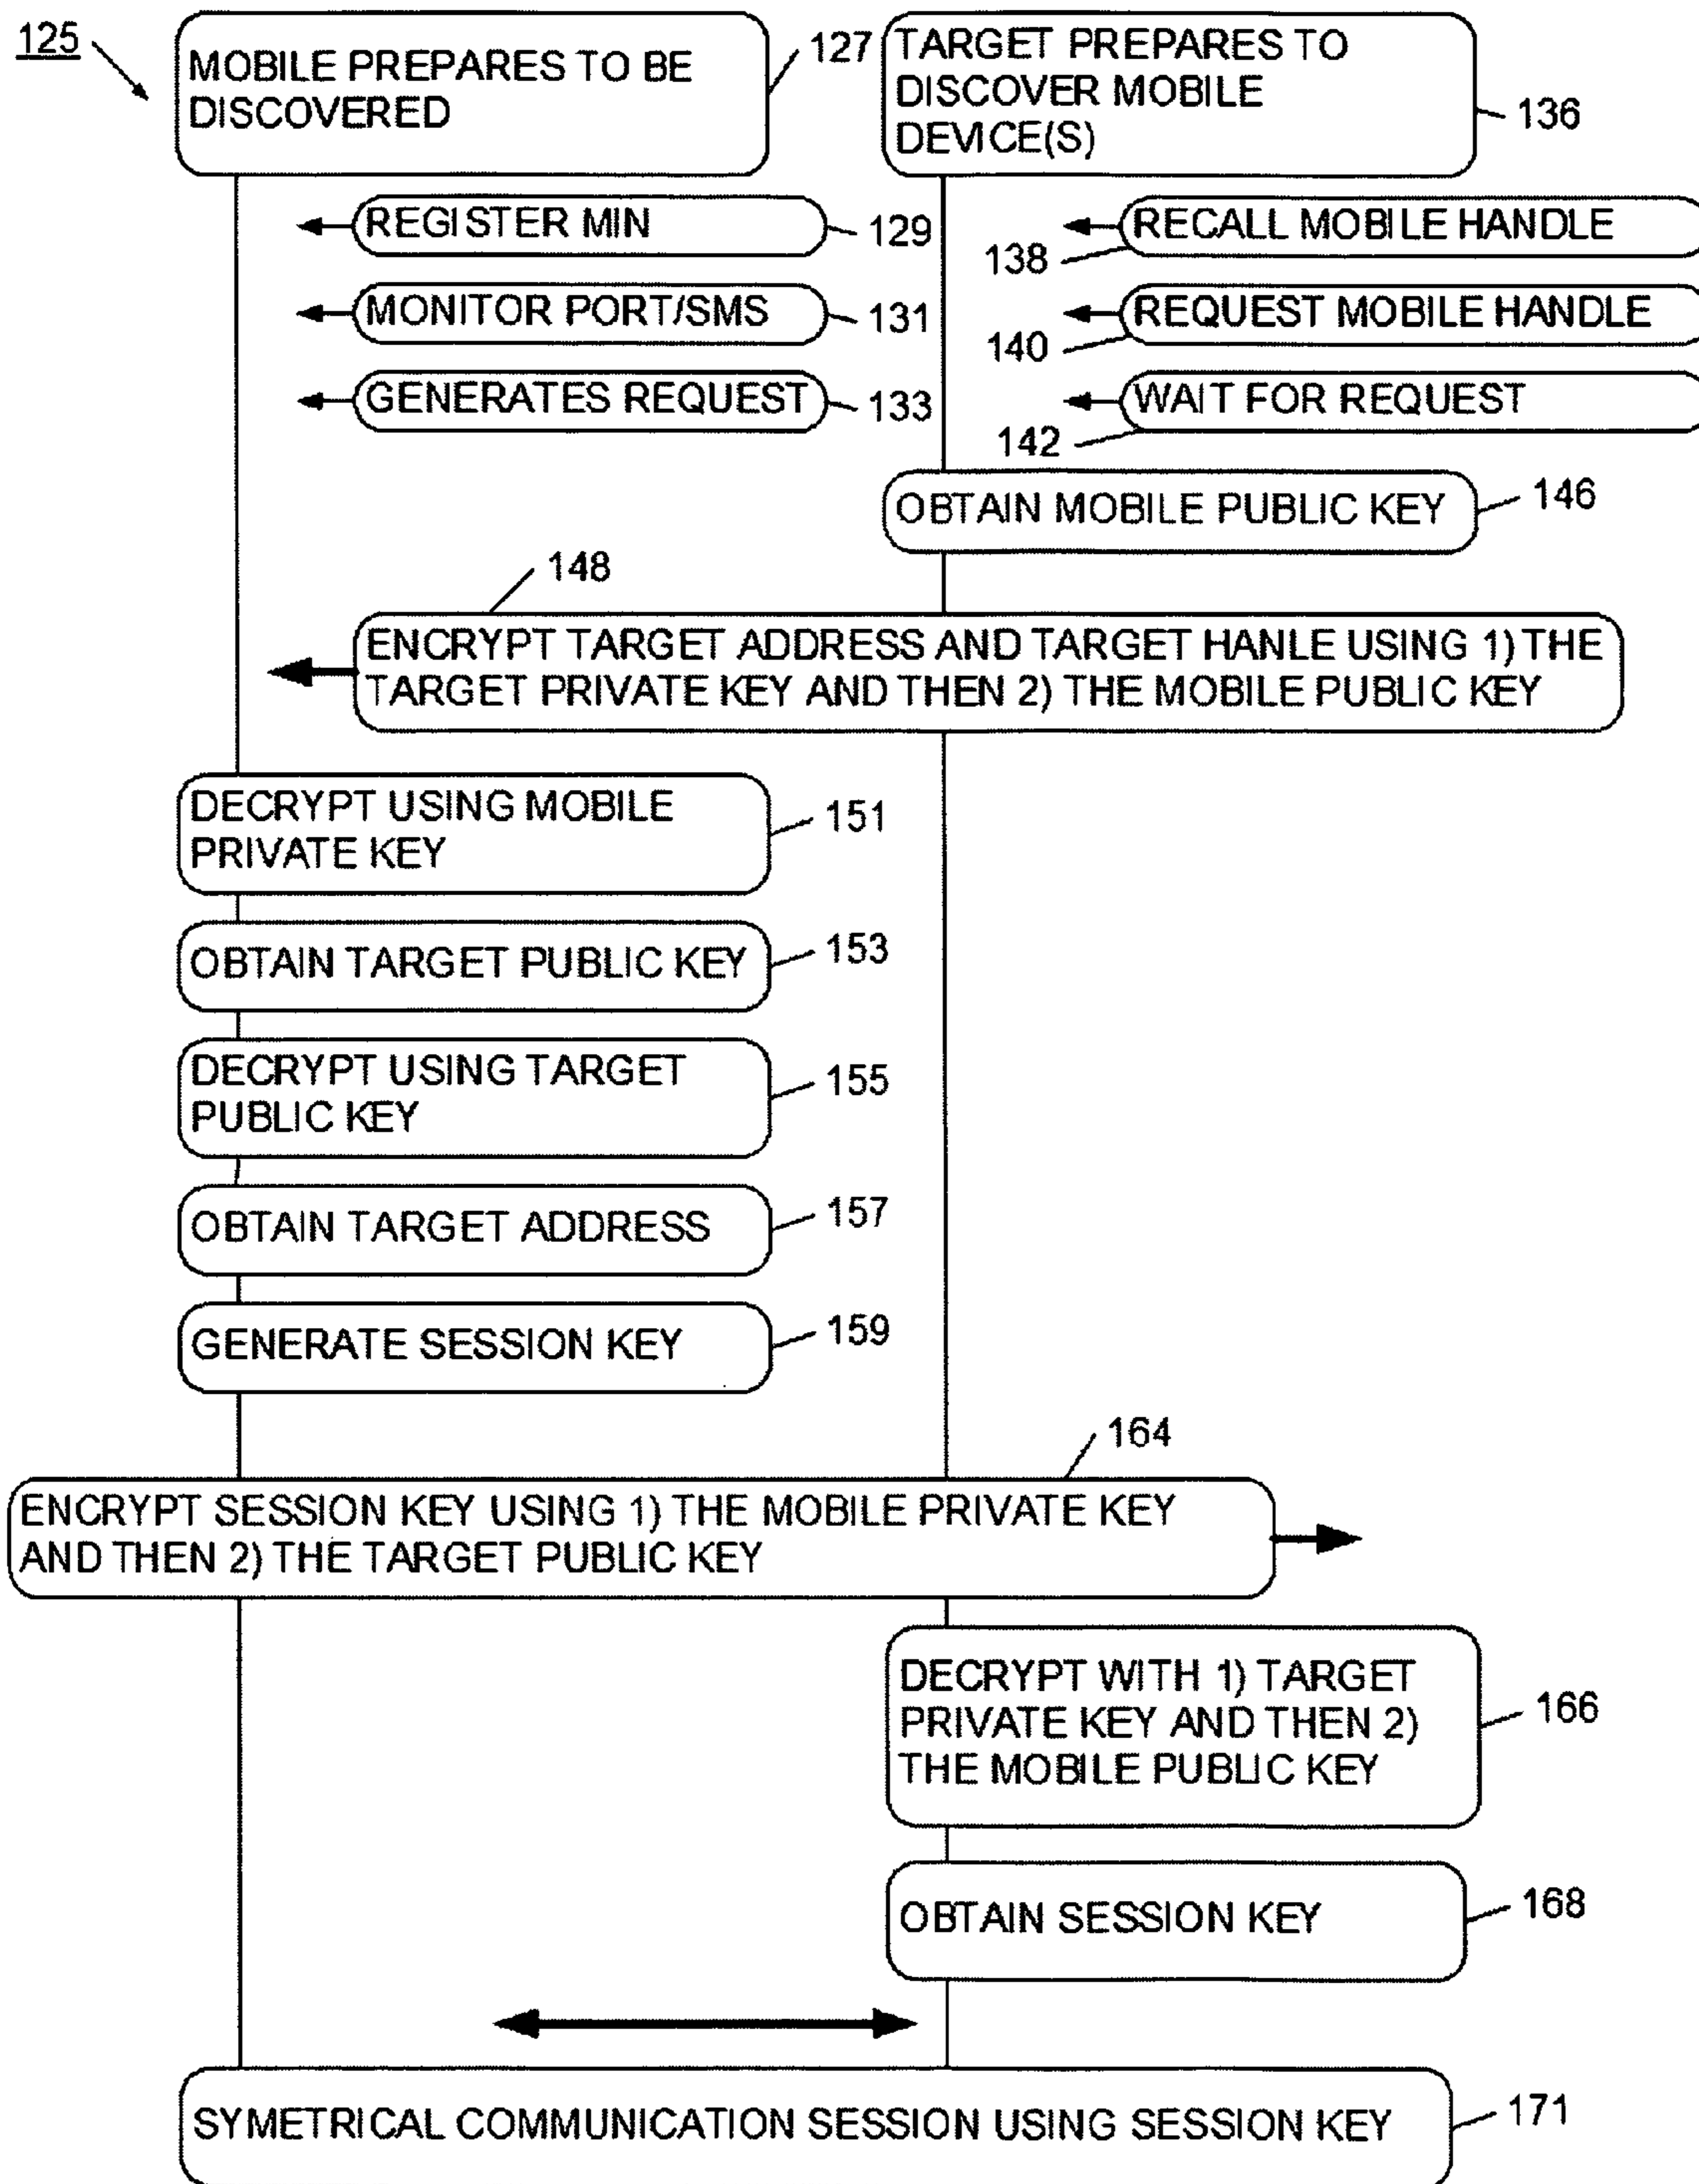 125
MOBILE PREPARES TO BE
DISCOVERED
127
TARGET PREPARES TO
DISCOVER MOBILE
DEVICE(S)
136
REGISTER MIN
129
RECALL MOBILE HANDLE
138
MONITOR PORT/SMS
131
REQUEST MOBILE HANDLE
140
GENERATES REQUEST
133
WAIT FOR REQUEST
142
OBTAIN MOBILE PUBLIC KEY
146
148
ENCRYPT TARGET ADDRESS AND TARGET HANLE USING 1) THE
TARGET PRIVATE KEY AND THEN 2) THE MOBILE PUBLIC KEY
DECRYPT USING MOBILE
PRIVATE KEY
151
OBTAIN TARGET PUBLIC KEY
153
DECRYPT USING TARGET
PUBLIC KEY
155
OBTAIN TARGET ADDRESS
157
GENERATE SESSION KEY
159
164
ENCRYPT SESSION KEY USING 1) THE MOBILE PRIVATE KEY
AND THEN 2) THE TARGET PUBLIC KEY
DECRYPT WITH 1) TARGET
PRIVATE KEY AND THEN 2)
THE MOBILE PUBLIC KEY
166
OBTAIN SESSION KEY
168
SYMETRICAL COMMUNICATION SESSION USING SESSION KEY
171